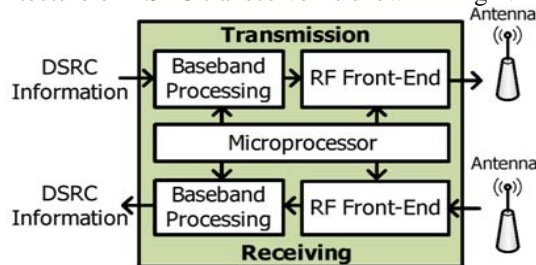 Transmission
Antenna
DSRC
Information
Baseband
Processing
RF Front-End
Microprocessor
Antenna
DSRC
Information
Baseband
Processing
RF Front-End
Receiving